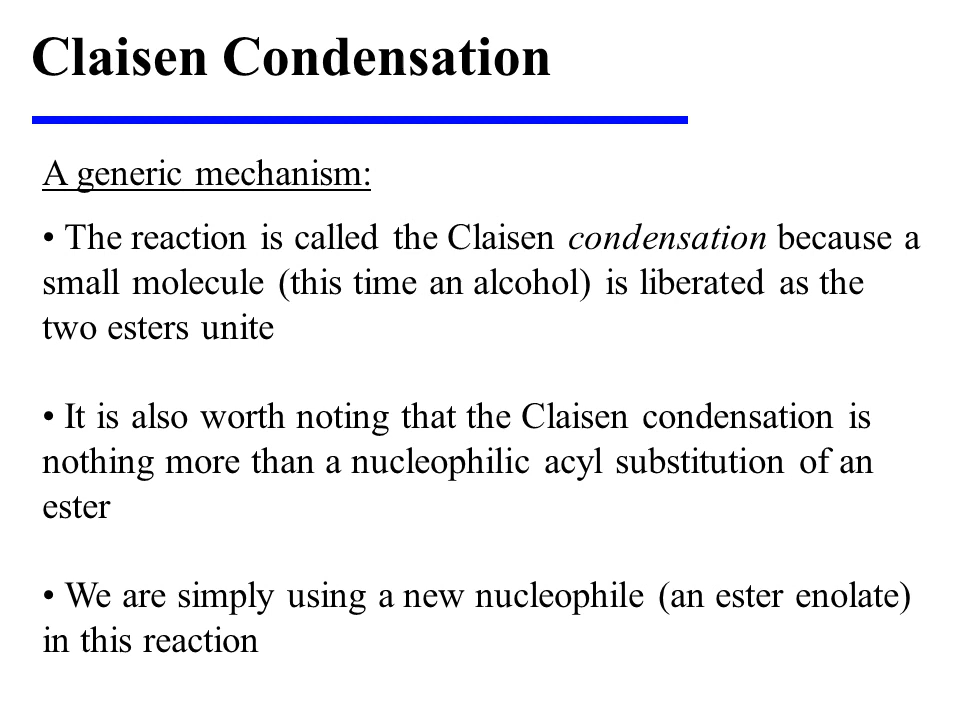 Claisen Condensation
A generic mechanism:
• The reaction is called the Claisen condensation because a
small molecule (this time an alcohol) is liberated as the
two esters unite
• It is also worth noting that the Claisen condensation is
nothing more than a nucleophilic acyl substitution of an
ester
• We are simply using a new nucleophile (an ester enolate)
in this reaction